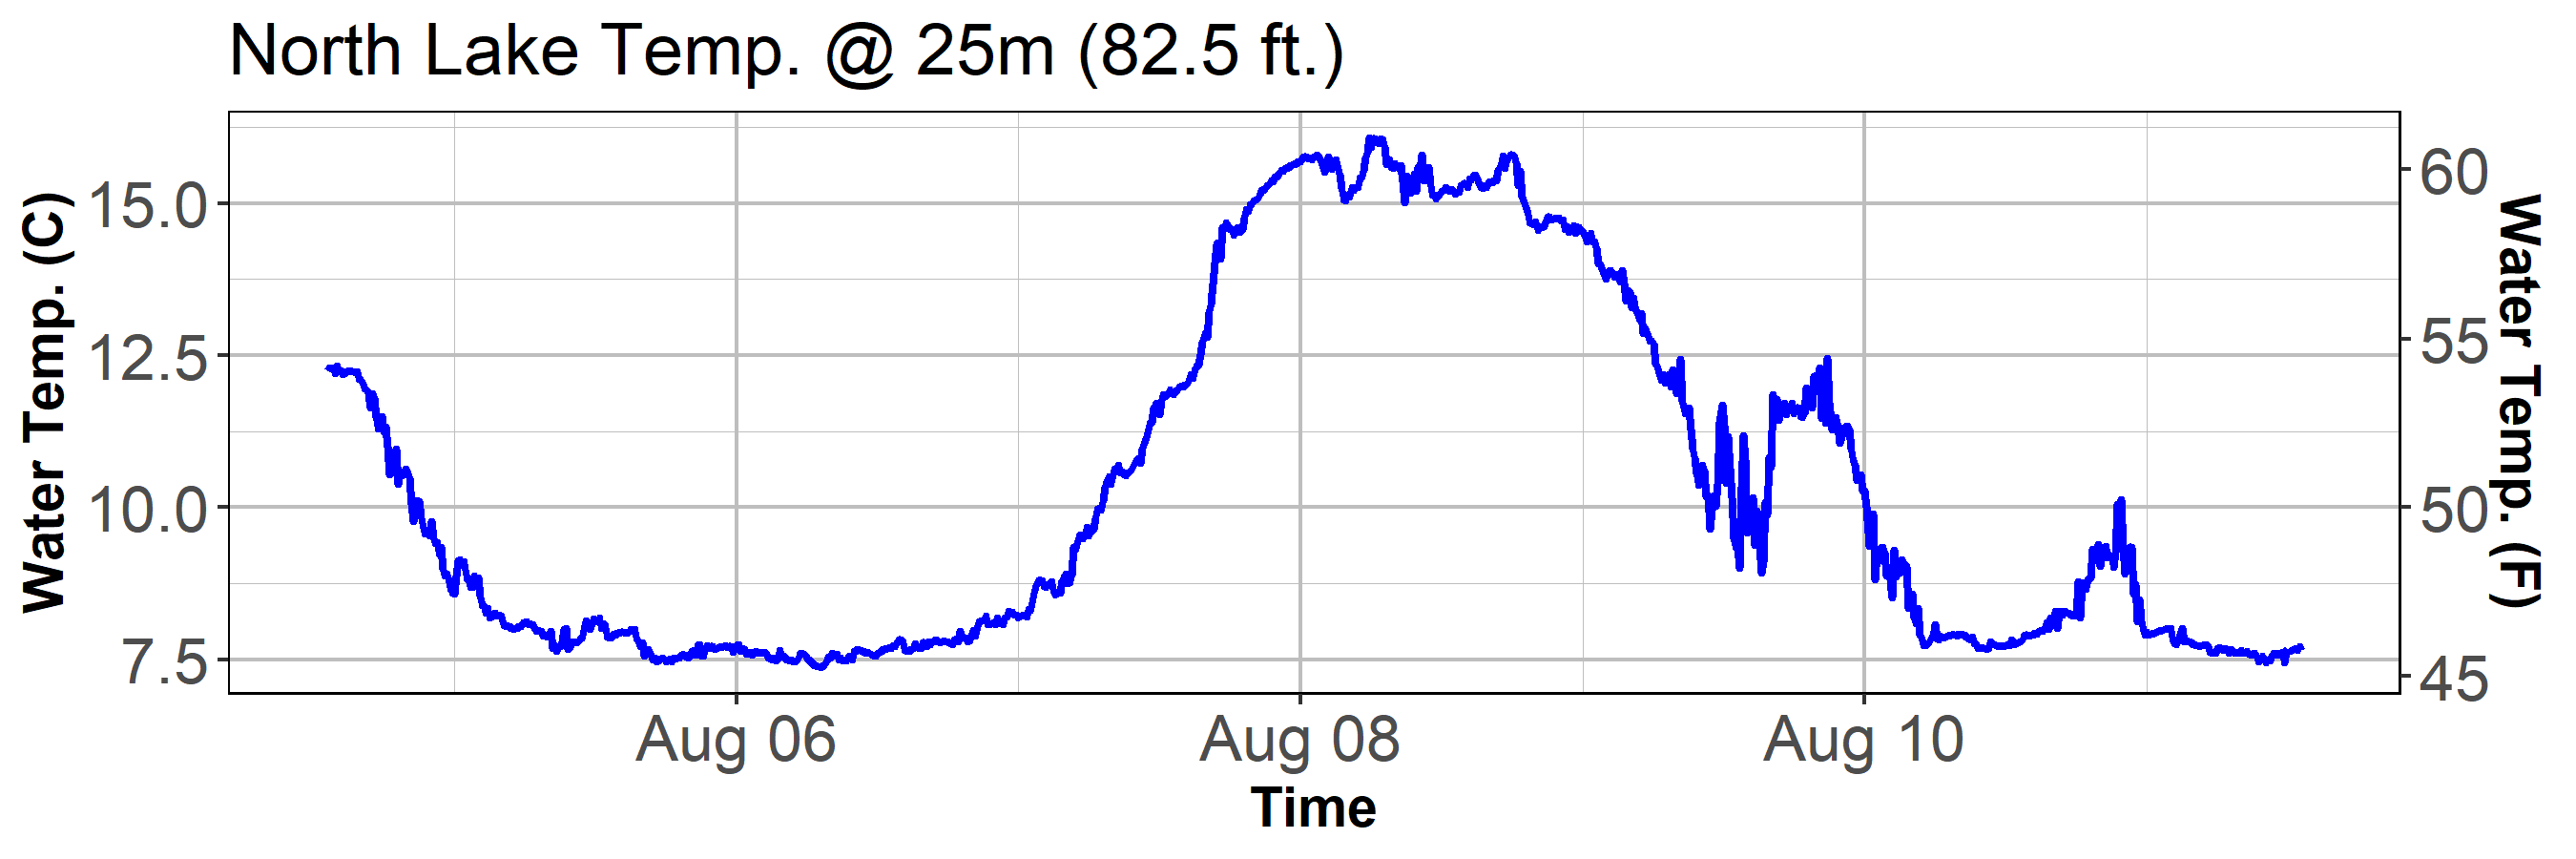 North Lake Temp. @ 25m (82.5 ft.)
Water Temp. (C)
15.0
12.5
10.0
7.5
60
55
50
45
Water Temp. (F)
Aug 06
Aug 08
Aug 10
Time